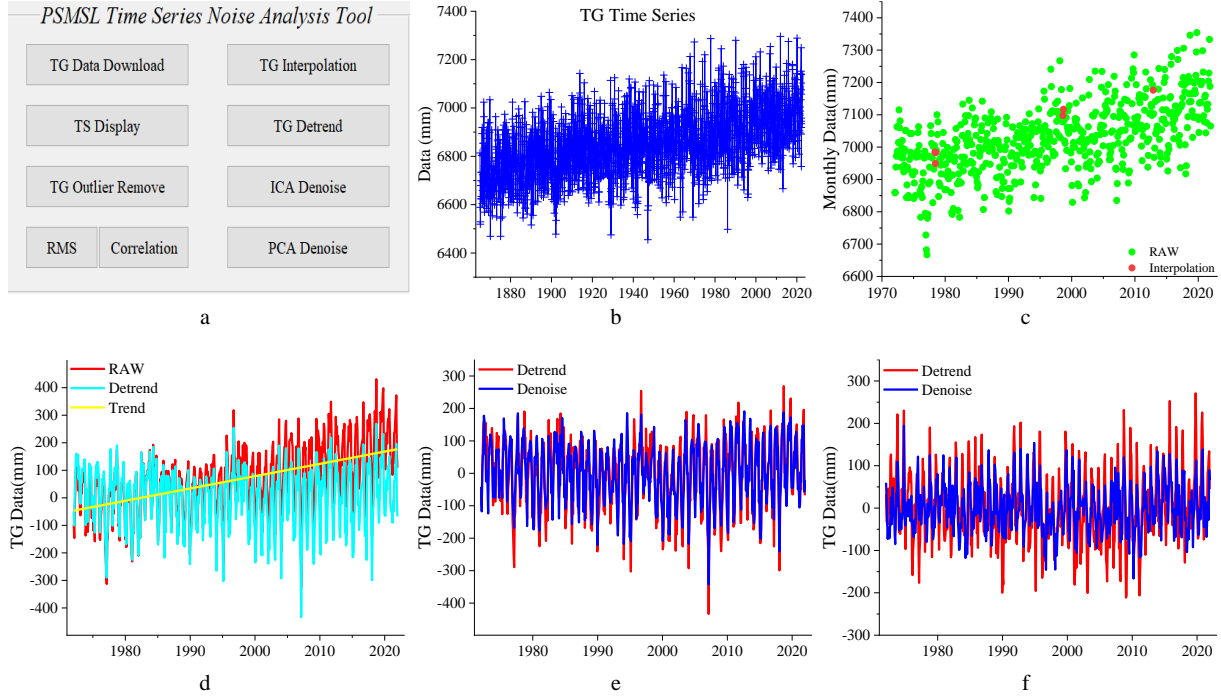 PSMSL Time Series Noise Analysis Tool
TG Data Download
TG Interpolation
TS Display
TG Detrend
TG Outlier Remove
ICA Denoise
RMS
Correlation
PCA Denoise
a
TG Time Series
Data (mm)
7400
7200
7000
6800
6600
6400
1880 1900 1920 1940 1960 1980 2000 2020
b
Monthly Data(mm)
7400
7300
7200
7100
7000
6900
6800
6700
6600
RAW
Interpolation
1970 1980 1990 2000 2010 2020
c
TG Data(mm)
RAW
Detrend
Trend
400
300
200
100
0
-100
-200
-300
-400
1980 1990 2000 2010 2020
d
TG Data(mm)
Detrend
Denoise
300
200
100
0
-100
-200
-300
-400
1980 1990 2000 2010 2020
e
TG Data(mm)
Detrend
Denoise
300
200
100
0
-100
-200
-300
1980 1990 2000 2010 2020
f